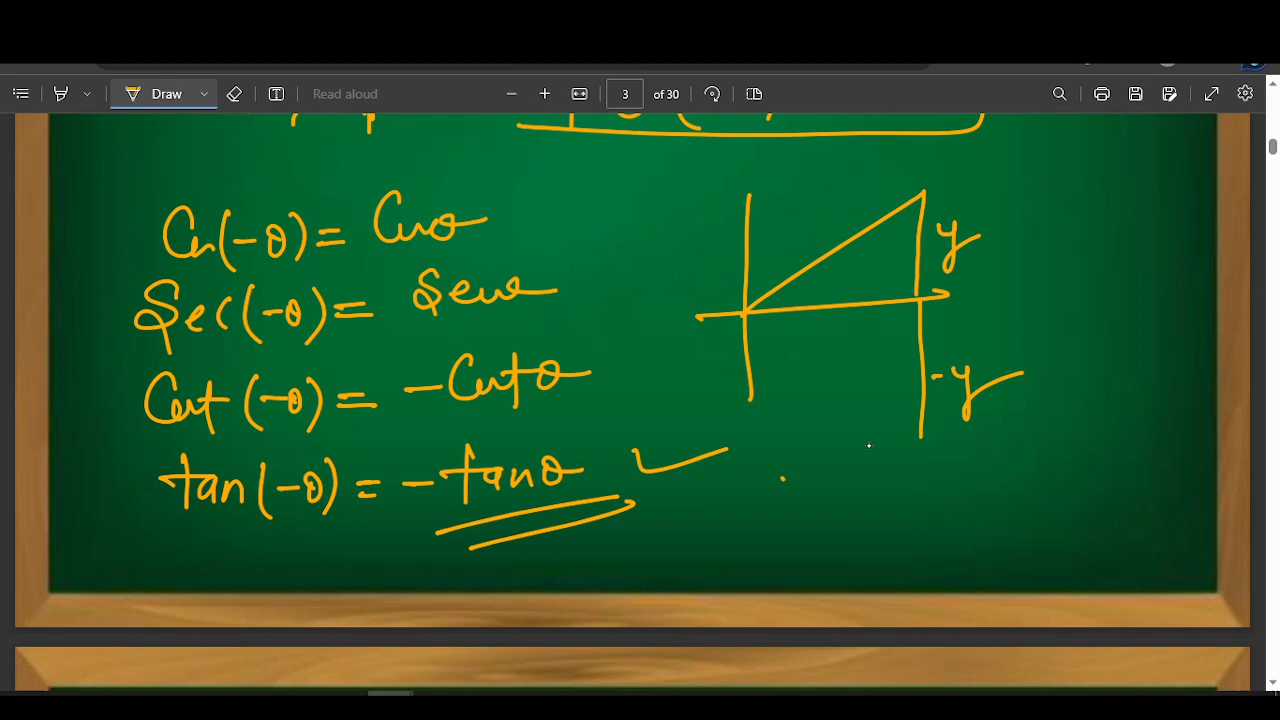 Draw
Read aloud
3 of 30
Cos(-θ) = Cosθ
Sec(-θ) = Secθ
Cot(-θ) = -Cotθ
tan(-θ) = -tanθ
y
-y